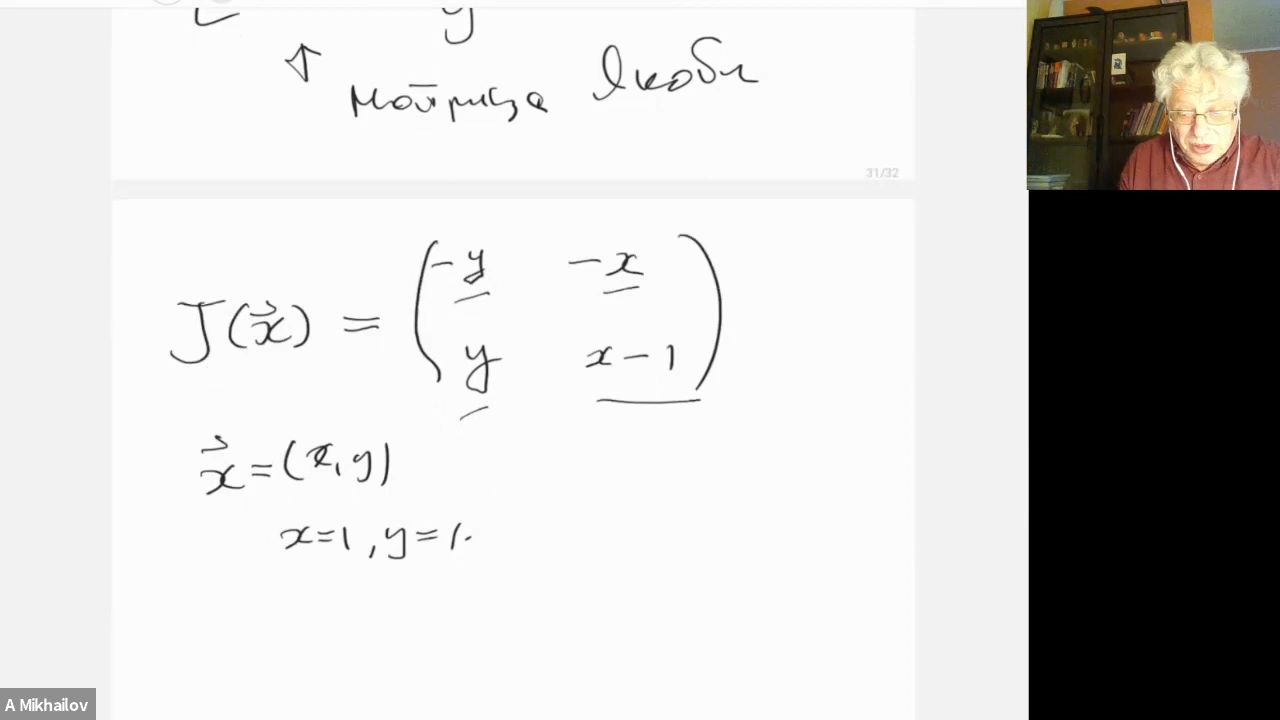 y
↑
матрица Якоби
31/32
J(x⃗) = ( -y -x
y x-1 )
x⃗ = (x, y)
x=1, y=1.
A Mikhailov